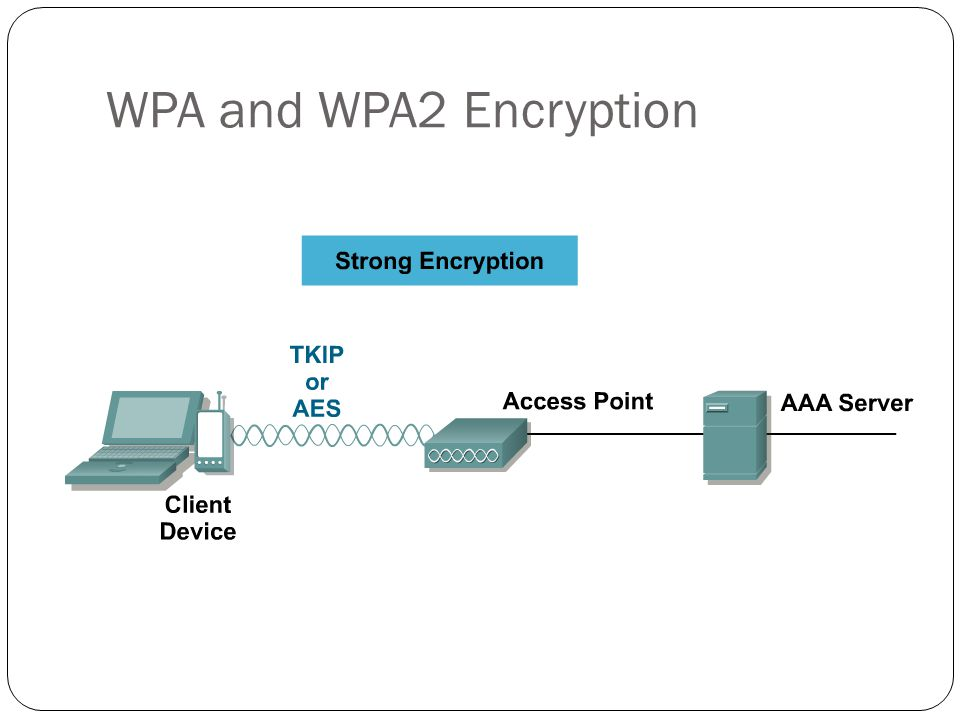 WPA and WPA2 Encryption
Strong Encryption
TKIP
or
AES
Access Point
AAA Server
Client
Device